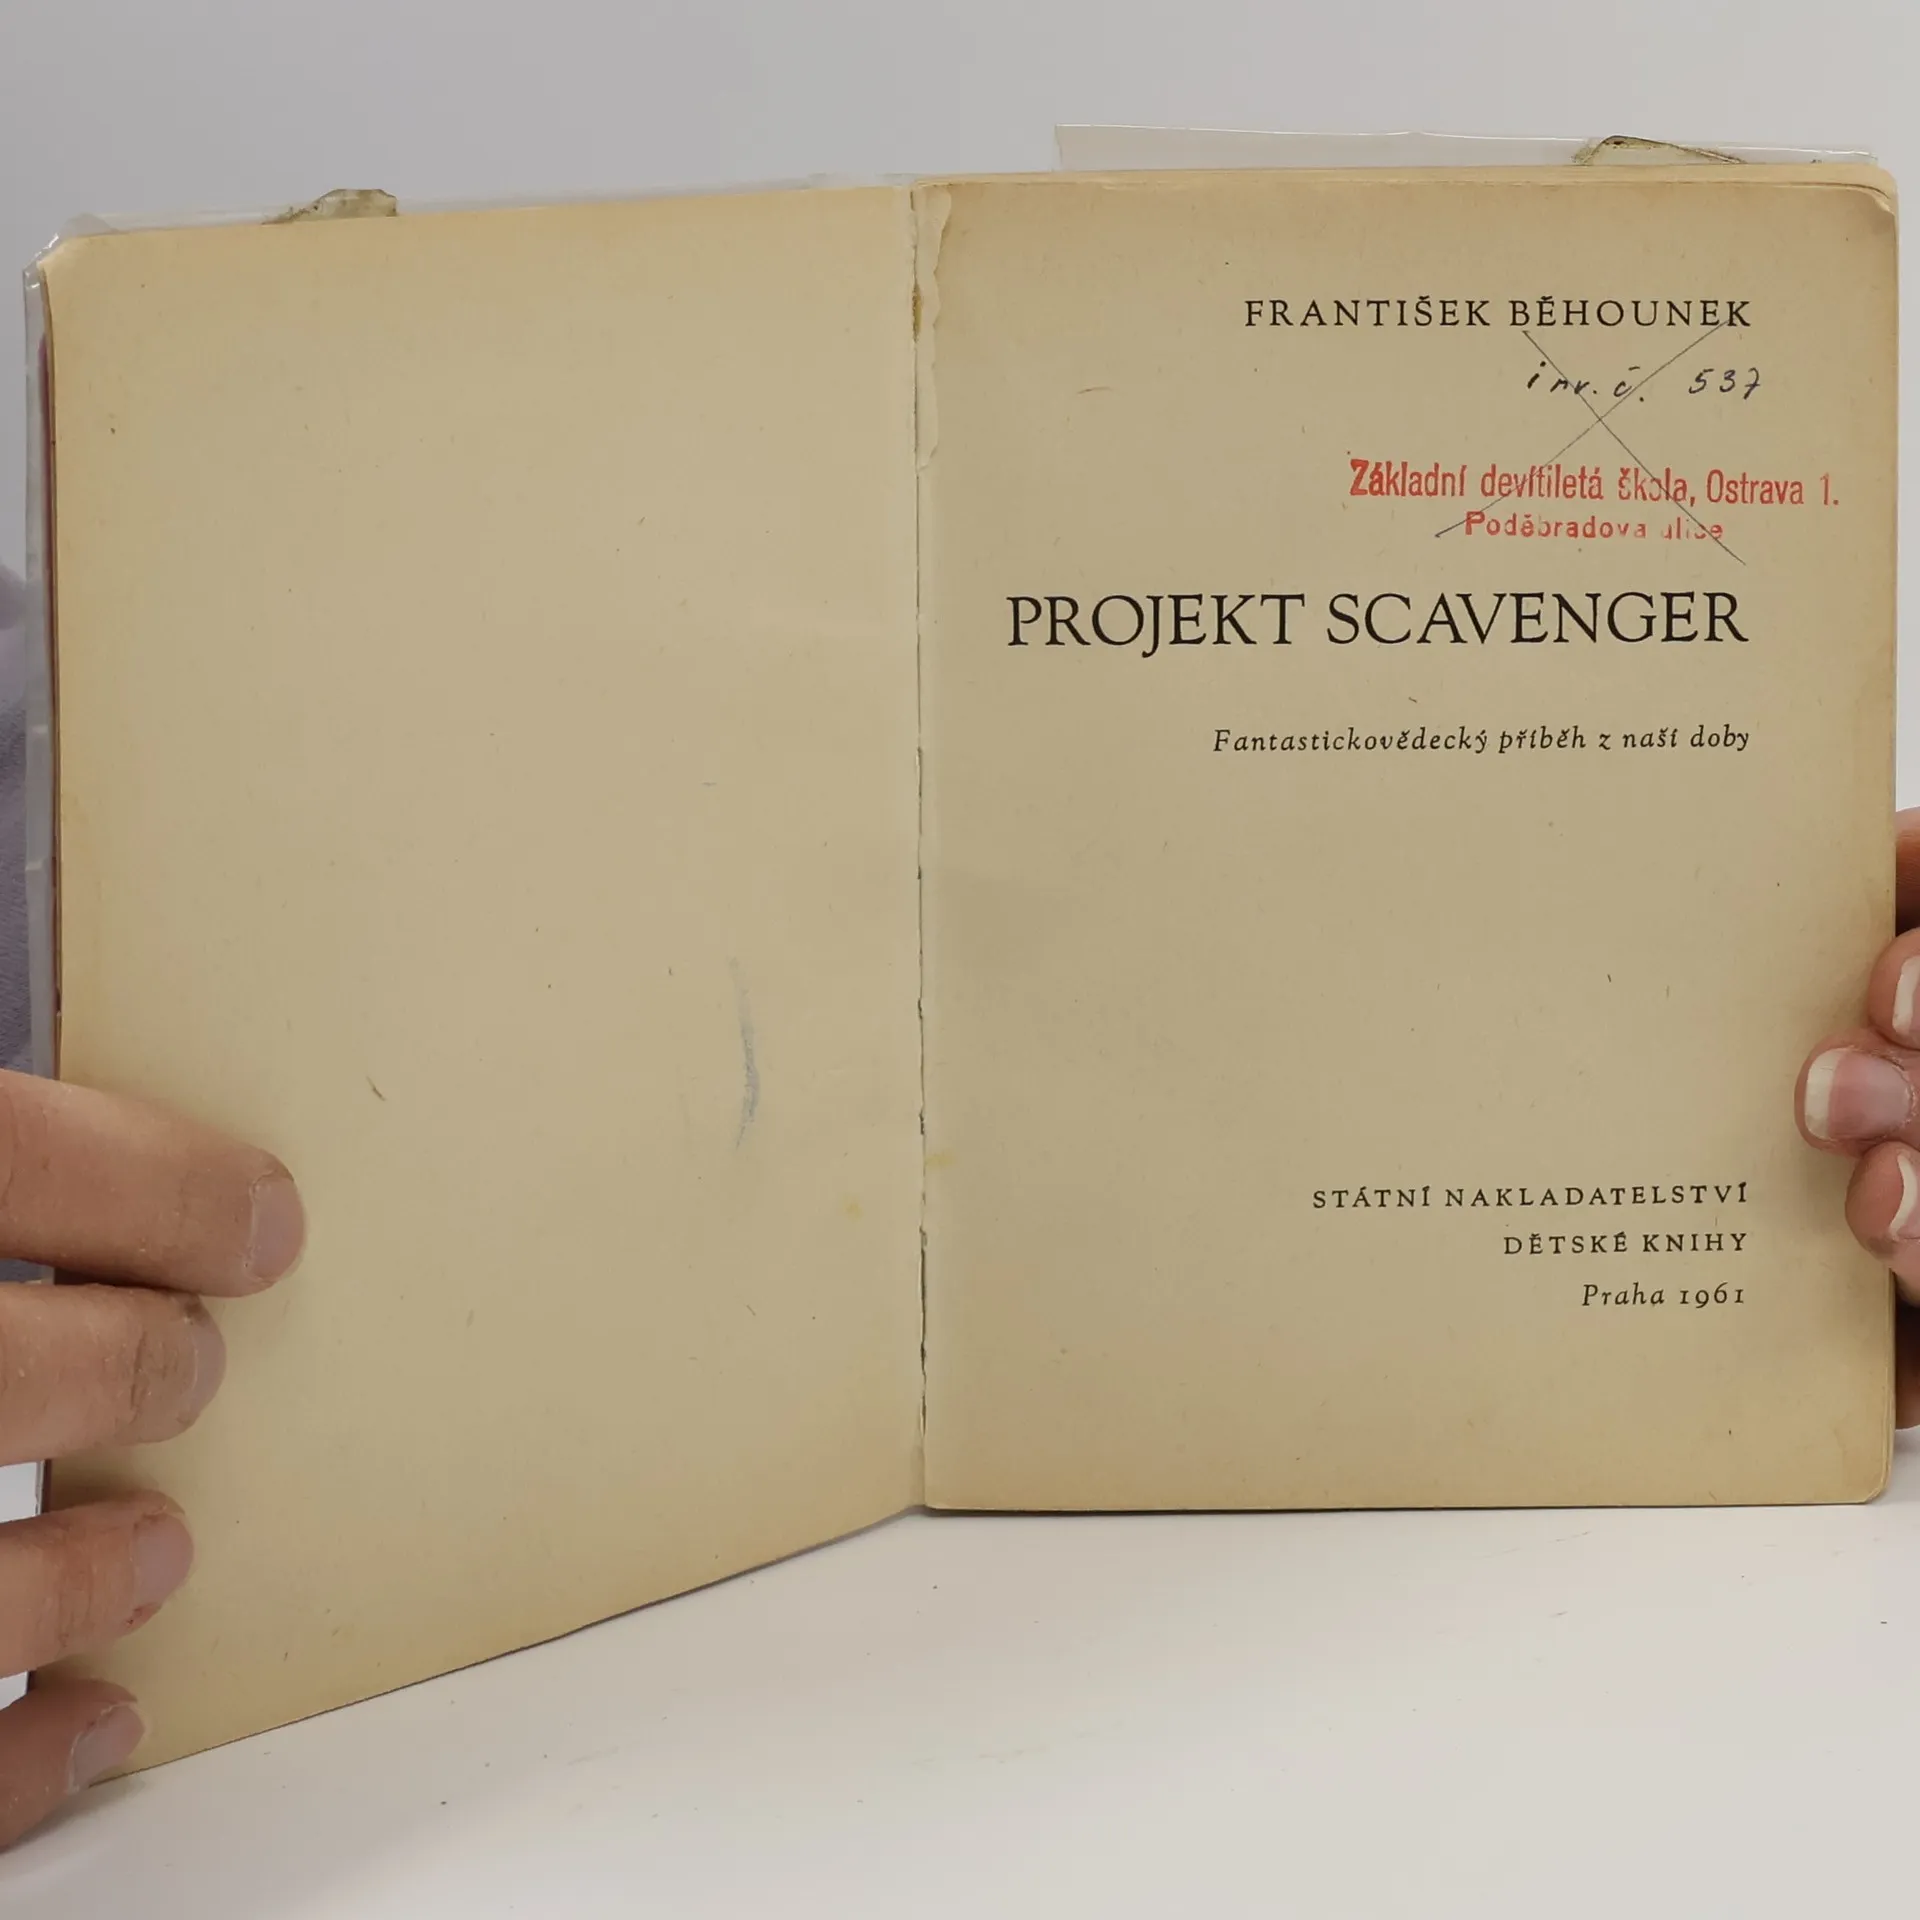 FRANTIŠEK BĚHOUNEK
inv. č. 537
Základní devítiletá škola, Ostrava 1.
Poděbradova ulice
PROJEKT SCAVENGER
Fantastickovědecký příběh z naší doby
STÁTNÍ NAKLADATELSTVÍ
DĚTSKÉ KNIHY
Praha 1961